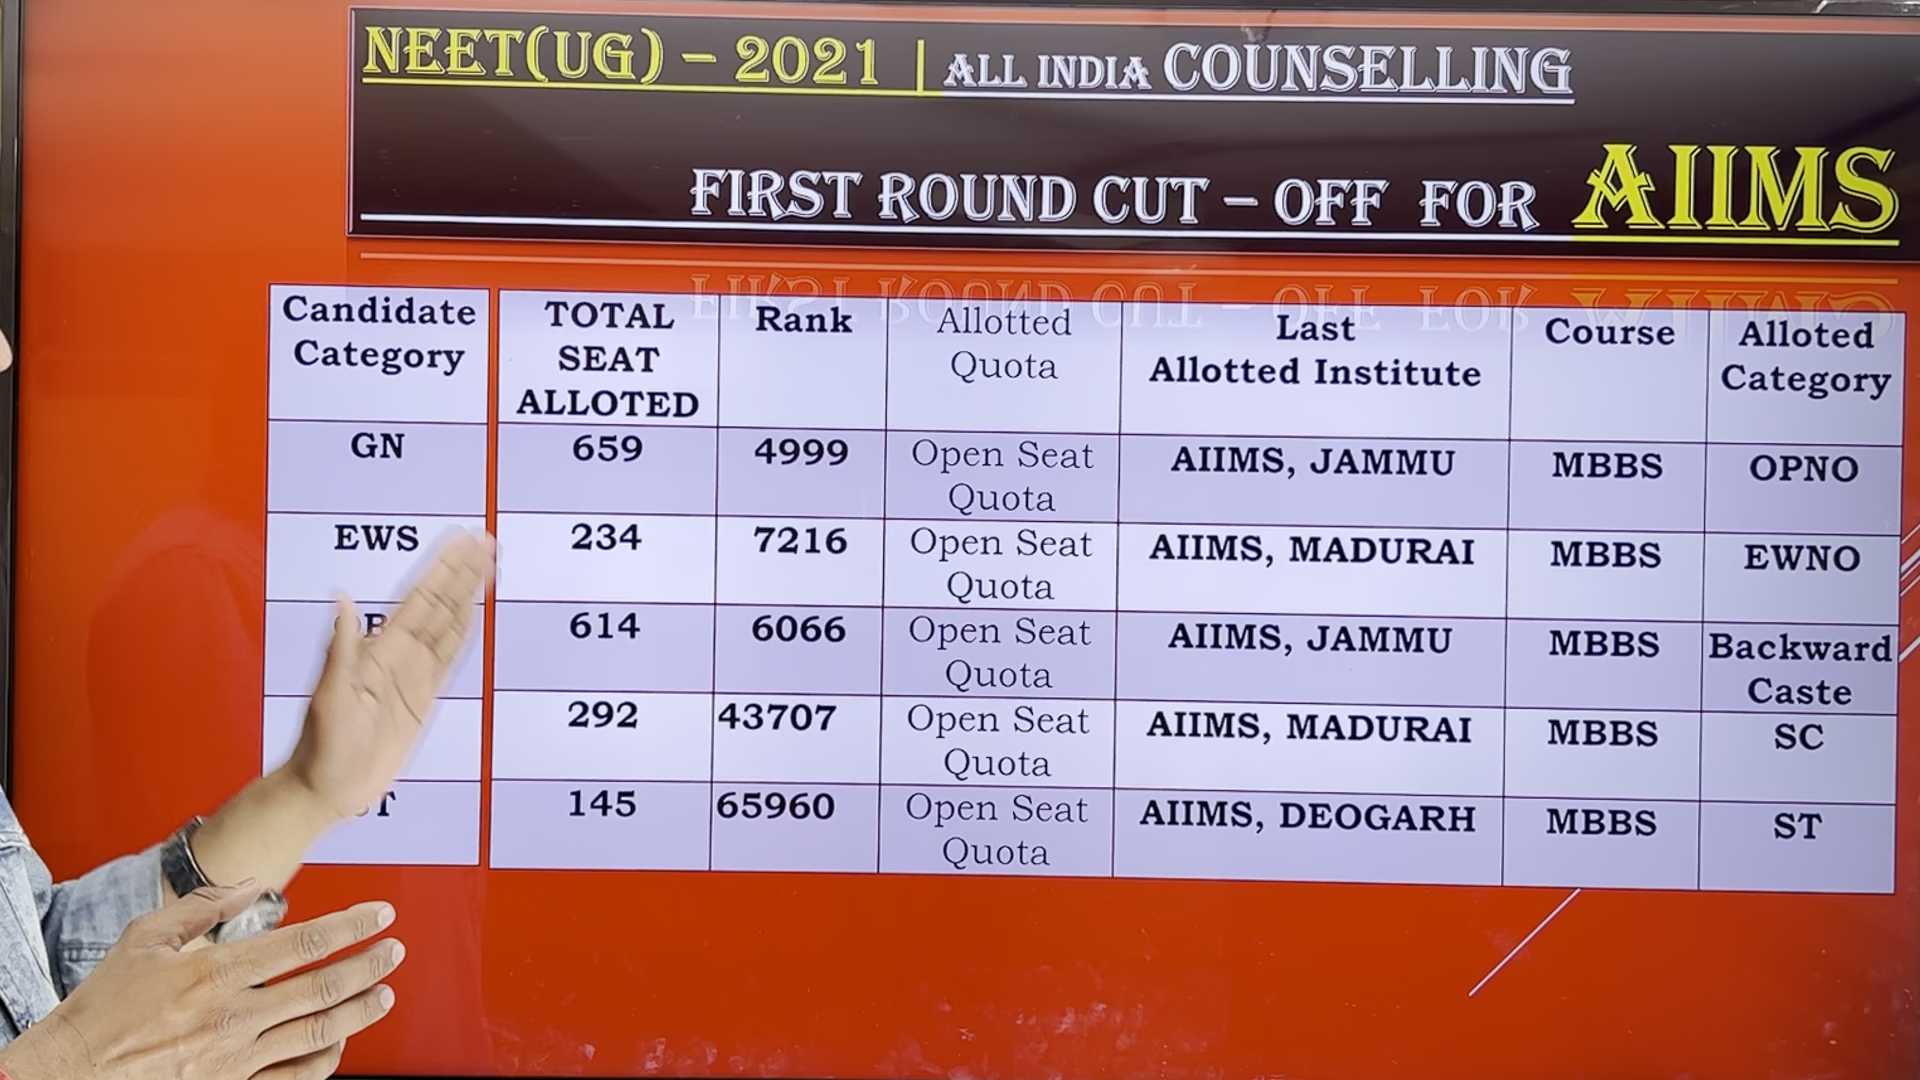 NEET(UG) – 2021 | ALL INDIA COUNSELLING
FIRST ROUND CUT – OFF FOR AIIMS
Candidate Category TOTAL SEAT ALLOTED Rank Allotted Quota Last Allotted Institute Course Alloted Category
GN 659 4999 Open Seat Quota AIIMS, JAMMU MBBS OPNO
EWS 234 7216 Open Seat Quota AIIMS, MADURAI MBBS EWNO
614 6066 Open Seat Quota AIIMS, JAMMU MBBS Backward Caste
292 43707 Open Seat Quota AIIMS, MADURAI MBBS SC
145 65960 Open Seat Quota AIIMS, DEOGARH MBBS ST